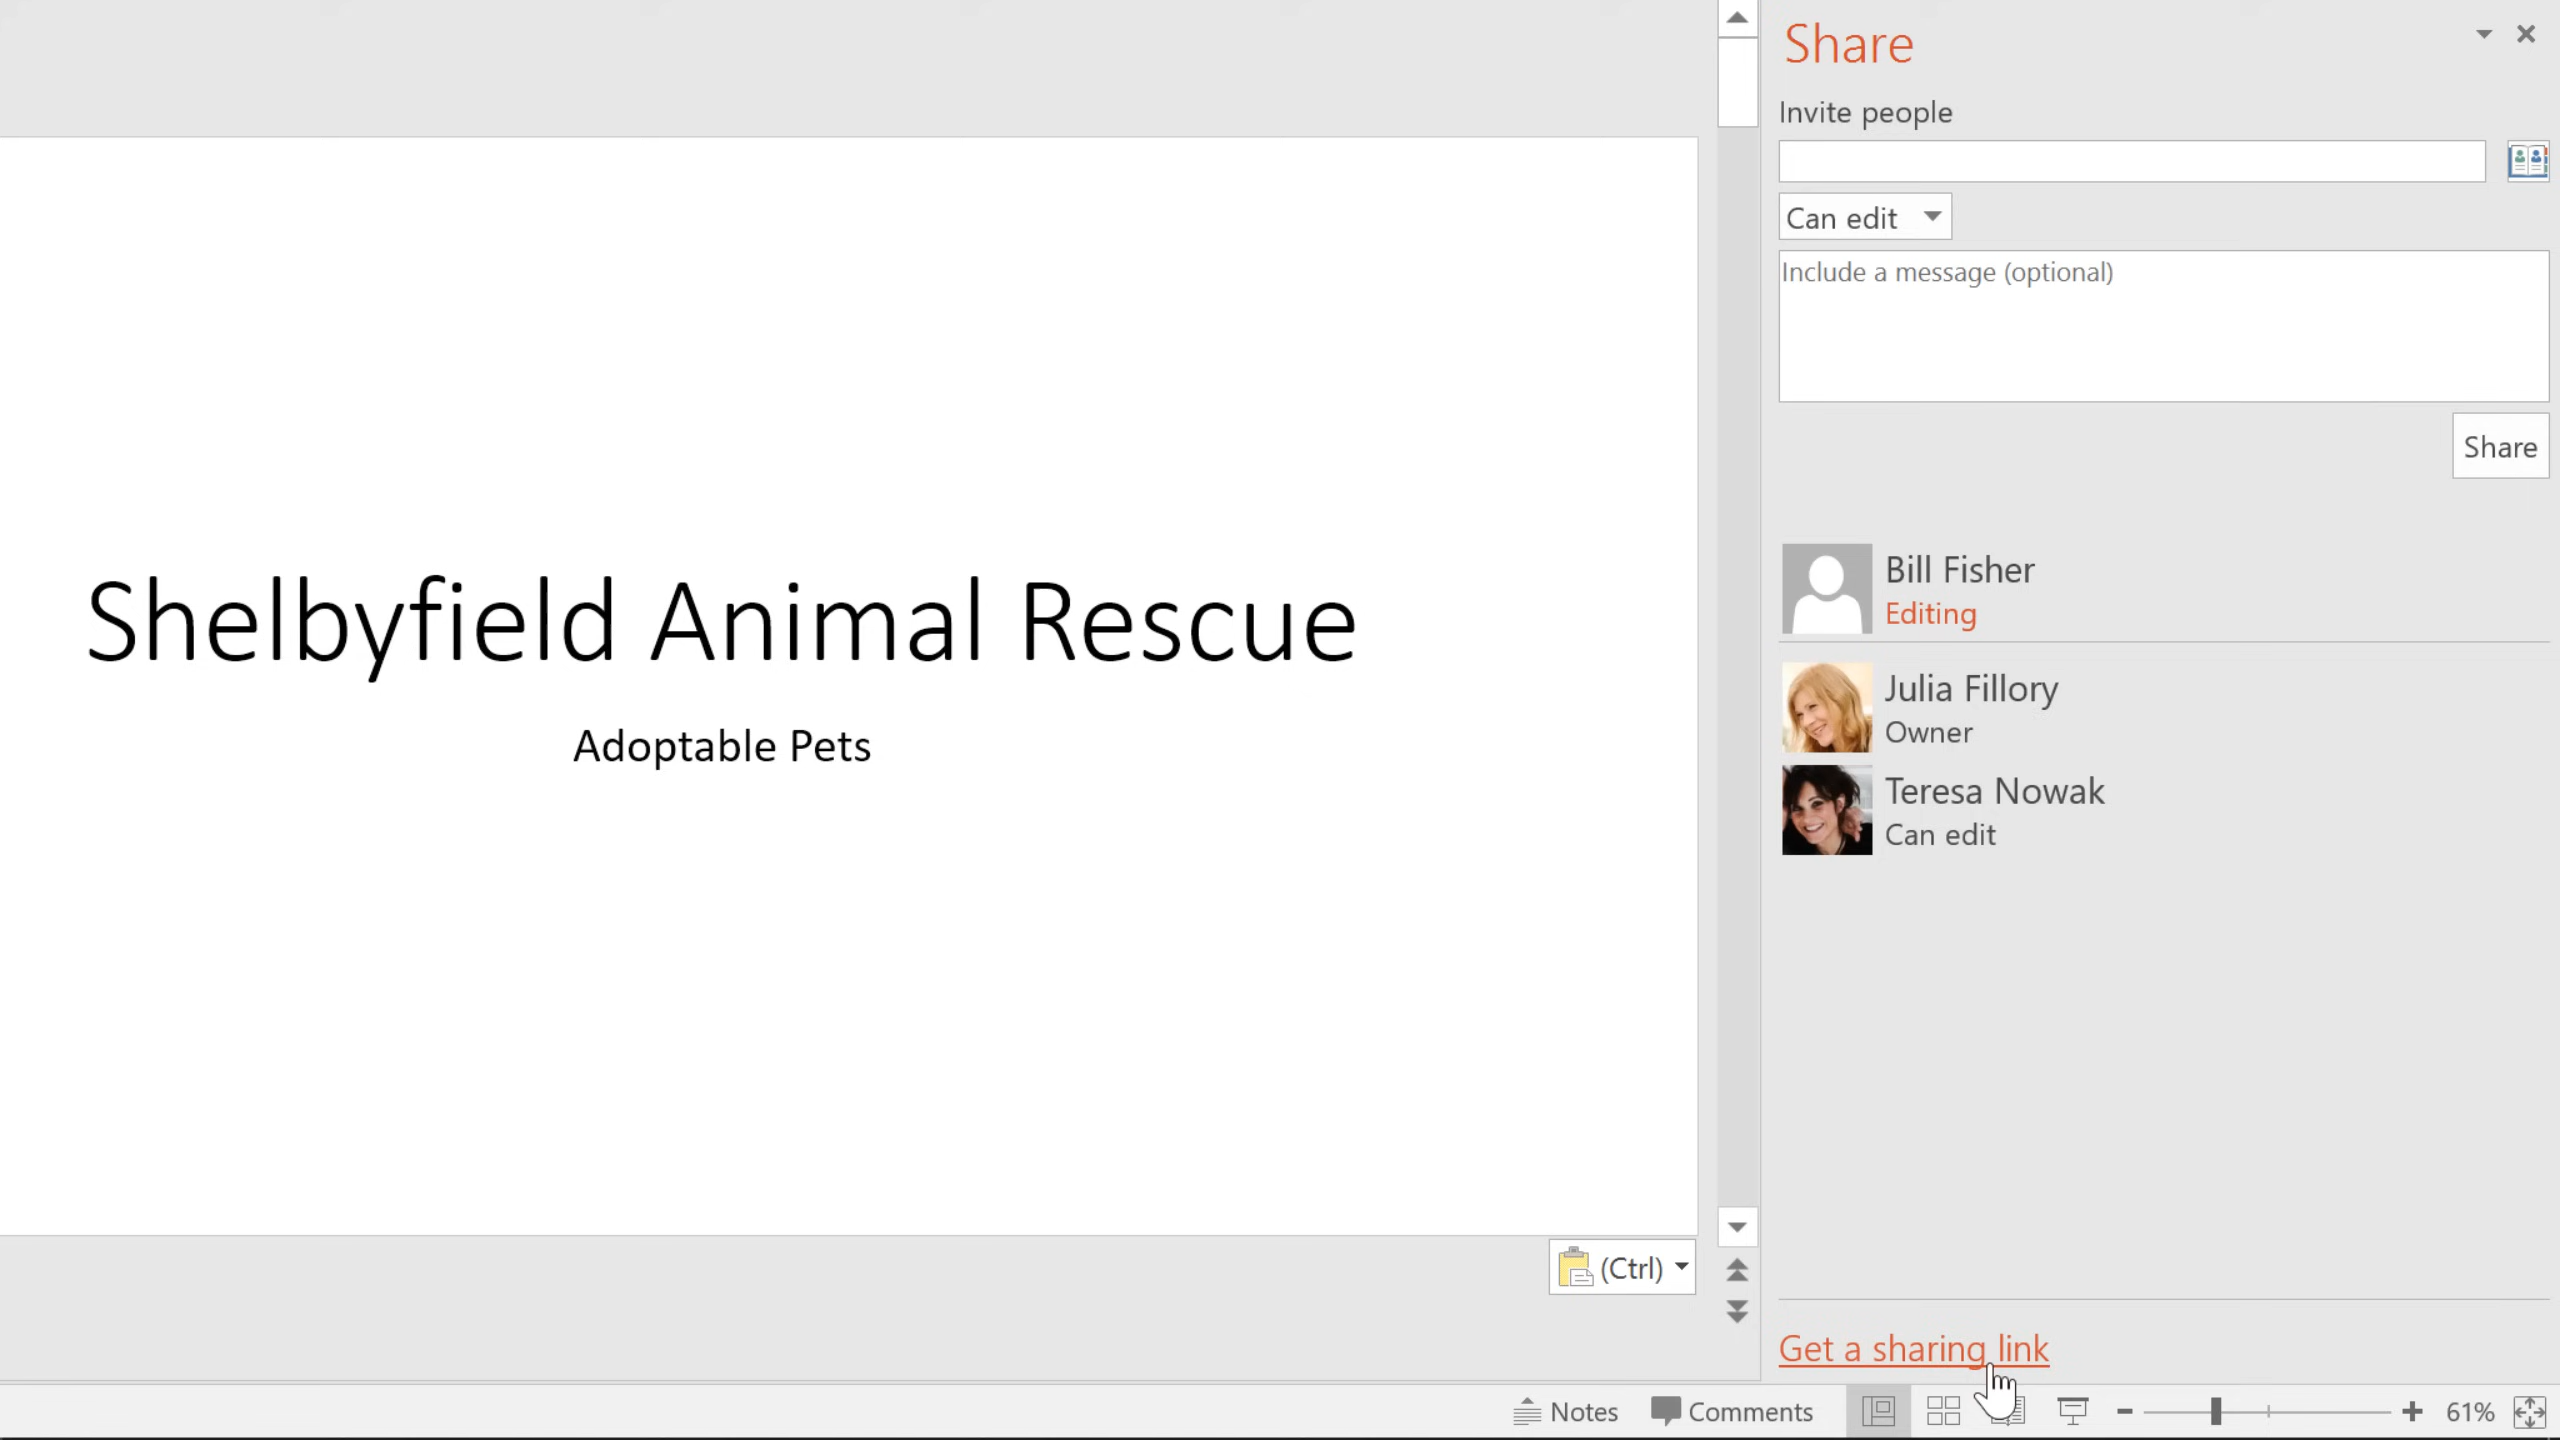 Shelbyfield Animal Rescue
Adoptable Pets
(Ctrl)
Share
Invite people
Can edit
Include a message (optional)
Share
Bill Fisher
Editing
Julia Fillory
Owner
Teresa Nowak
Can edit
Get a sharing link
Notes
Comments
61%